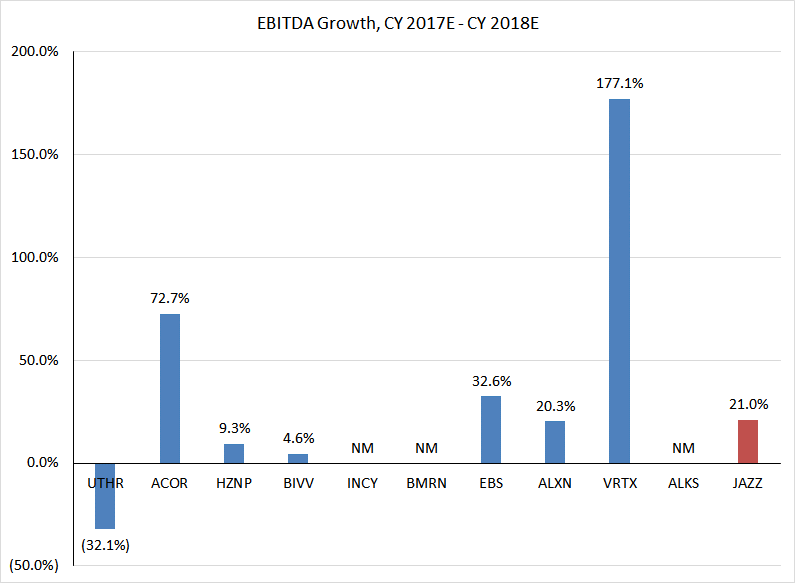 EBITDA Growth, CY 2017E - CY 2018E
200.0%
177.1%
150.0%
100.0%
72.7%
50.0%
32.6%
20.3%
21.0%
9.3%
4.6%
NM
NM
NM
0.0%
UTHR ACOR HZNP BIVV INCY BMRN EBS ALXN VRTX ALKS JAZZ
(32.1%)
(50.0%)